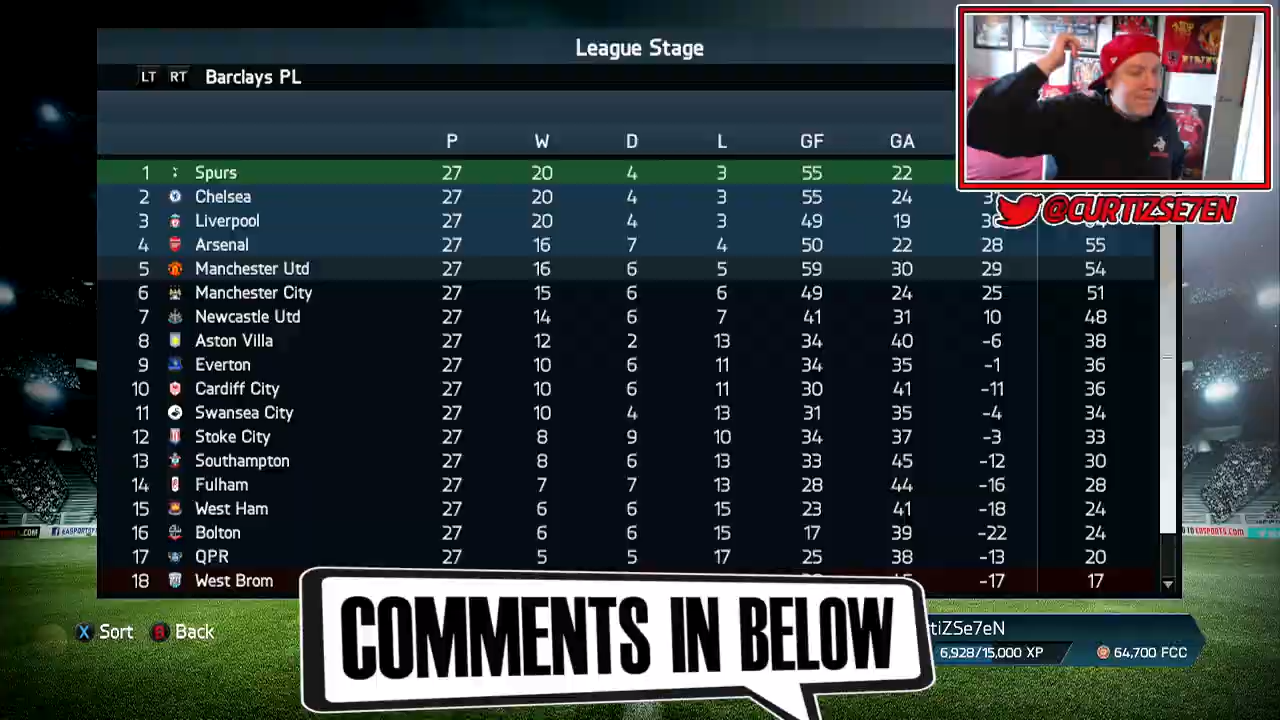 League Stage
LT RT Barclays PL
P W D L GF GA
1 Spurs 27 20 4 3 55 22
2 Chelsea 27 20 4 3 55 24
3 Liverpool 27 20 4 3 49 19
@CURTIZSE7EN
4 Arsenal 27 16 7 4 50 22 28 55
5 Manchester Utd 27 16 6 5 59 30 29 54
6 Manchester City 27 15 6 6 49 24 25 51
7 Newcastle Utd 27 14 6 7 41 31 10 48
8 Aston Villa 27 12 2 13 34 40 -6 38
9 Everton 27 10 6 11 34 35 -1 36
10 Cardiff City 27 10 6 11 30 41 -11 36
11 Swansea City 27 10 4 13 31 35 -4 34
12 Stoke City 27 8 9 10 34 37 -3 33
13 Southampton 27 8 6 13 33 45 -12 30
14 Fulham 27 7 7 13 28 44 -16 28
15 West Ham 27 6 6 15 23 41 -18 24
16 Bolton 27 6 6 15 17 39 -22 24
17 QPR 27 5 5 17 25 38 -13 20
18 West Brom -17 17
X Sort B Back
COMMENTS IN BELOW
tiZSe7eN
6,928/15,000 XP 64,700 FCC